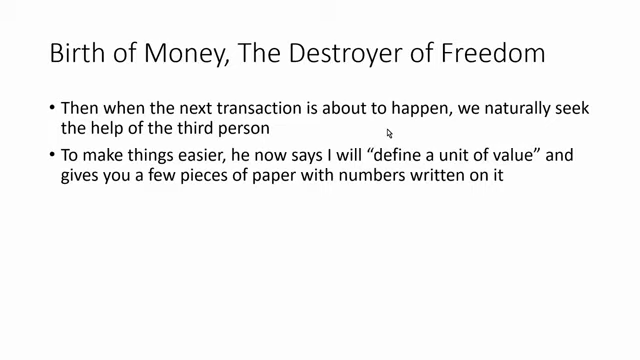 Birth of Money, The Destroyer of Freedom
• Then when the next transaction is about to happen, we naturally seek
the help of the third person
• To make things easier, he now says I will “define a unit of value” and
gives you a few pieces of paper with numbers written on it